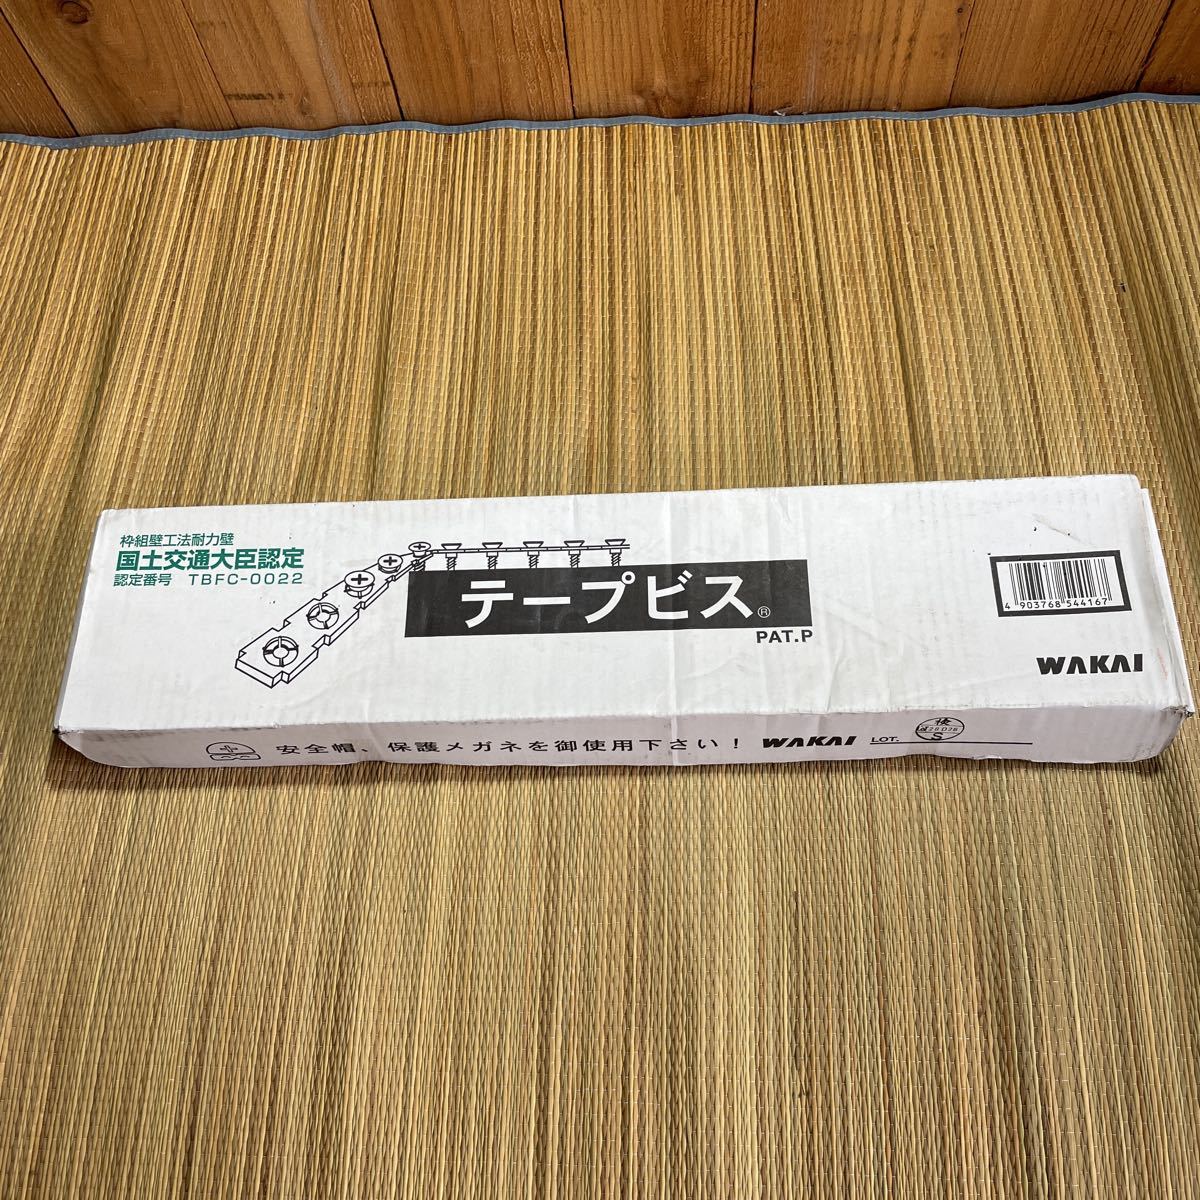 枠組壁工法耐力壁
国土交通大臣認定
認定番号 TBFC-0022
テープビス®
PAT.P
4 903768 544167
WAKAI
安全帽、保護メガネを御使用下さい! WAKAI LOT.
S